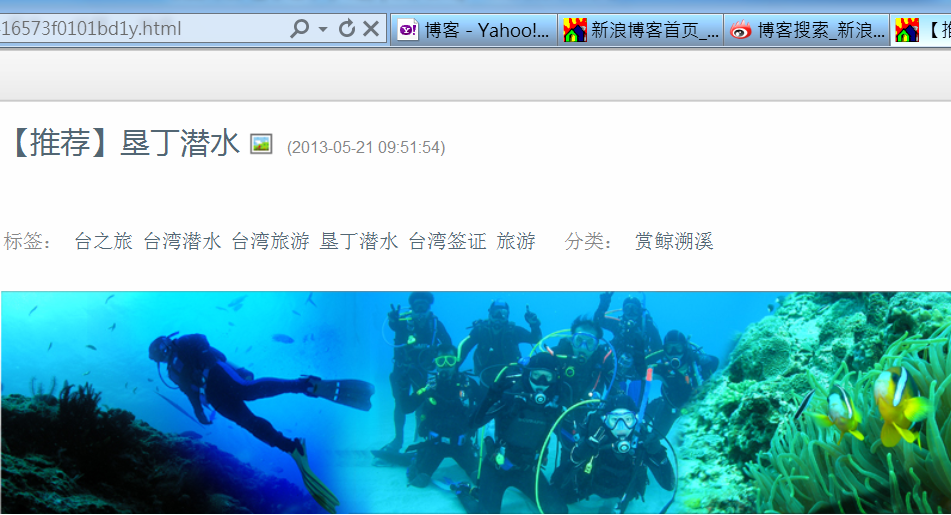 16573f0101bd1y.html 博客 - Yahoo!... 新浪博客首页_... 博客搜索_新浪... 【推
【推荐】垦丁潜水 (2013-05-21 09:51:54)
标签： 台之旅 台湾潜水 台湾旅游 垦丁潜水 台湾签证 旅游 分类： 赏鲸溯溪